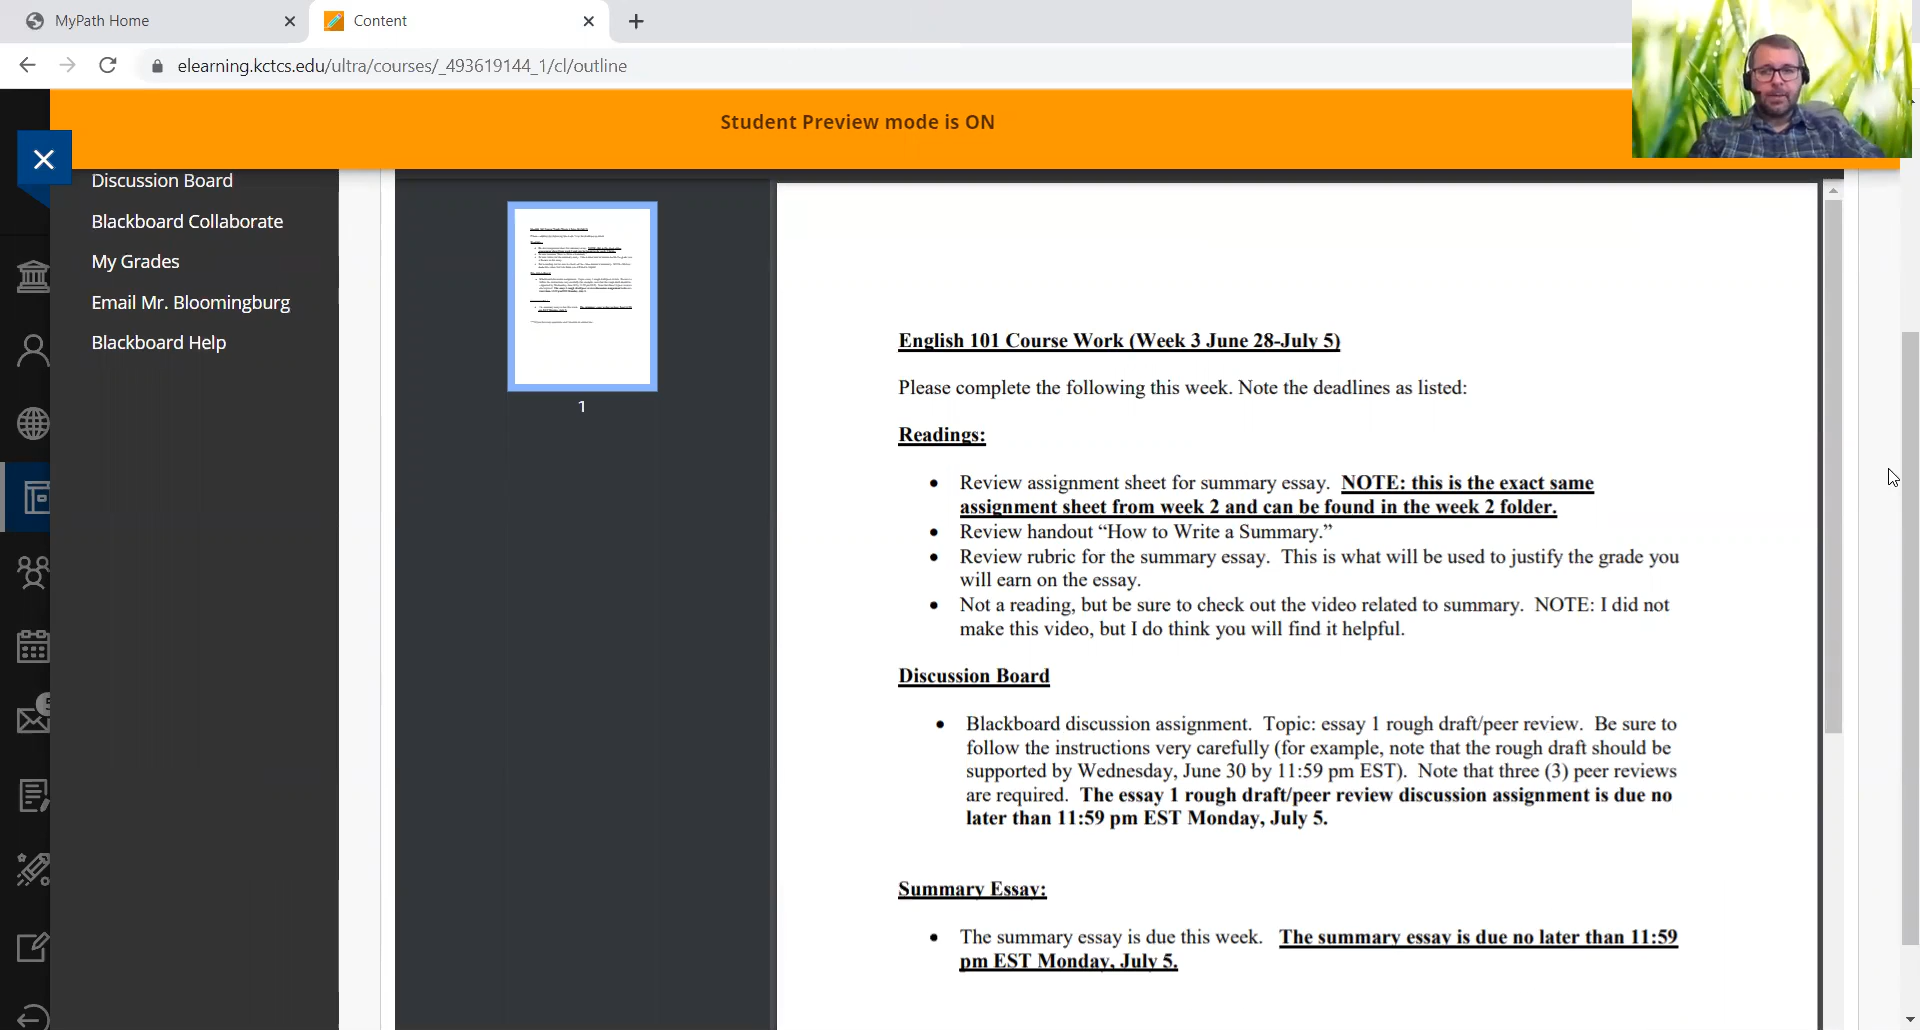 MyPath Home
Content
elearning.kctcs.edu/ultra/courses/_493619144_1/cl/outline
Student Preview mode is ON
Discussion Board
Blackboard Collaborate
My Grades
Email Mr. Bloomingburg
Blackboard Help
1
English 101 Course Work (Week 3 June 28-July 5)
Please complete the following this week. Note the deadlines as listed:
Readings:
Review assignment sheet for summary essay. NOTE: this is the exact same
assignment sheet from week 2 and can be found in the week 2 folder.
Review handout “How to Write a Summary.”
Review rubric for the summary essay. This is what will be used to justify the grade you
will earn on the essay.
Not a reading, but be sure to check out the video related to summary. NOTE: I did not
make this video, but I do think you will find it helpful.
Discussion Board
Blackboard discussion assignment. Topic: essay 1 rough draft/peer review. Be sure to
follow the instructions very carefully (for example, note that the rough draft should be
supported by Wednesday, June 30 by 11:59 pm EST). Note that three (3) peer reviews
are required. The essay 1 rough draft/peer review discussion assignment is due no
later than 11:59 pm EST Monday, July 5.
Summary Essay:
The summary essay is due this week. The summary essay is due no later than 11:59
pm EST Monday, July 5.